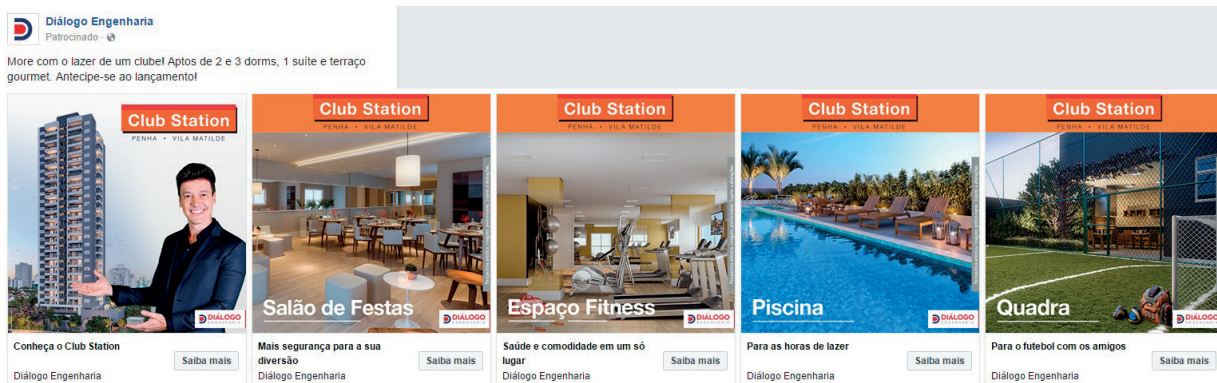 Diálogo Engenharia
Patrocinado ·
More com o lazer de um clube! Aptos de 2 e 3 dorms, 1 suíte e terraço
gourmet. Antecipe-se ao lançamento!
Club Station
PENHA • VILA MATILDE
DIÁLOGO
ENGENHARIA
Conheça o Club Station
Saiba mais
Diálogo Engenharia
Club Station
PENHA • VILA MATILDE
Salão de Festas
DIÁLOGO
ENGENHARIA
Mais segurança para a sua
diversão
Saiba mais
Diálogo Engenharia
Club Station
PENHA • VILA MATILDE
Espaço Fitness
DIÁLOGO
ENGENHARIA
Saúde e comodidade em um só
lugar
Saiba mais
Diálogo Engenharia
Club Station
PENHA • VILA MATILDE
Piscina
DIÁLOGO
ENGENHARIA
Para as horas de lazer
Saiba mais
Diálogo Engenharia
Club Station
PENHA • VILA MATILDE
Quadra
DIÁLOGO
ENGENHARIA
Para o futebol com os amigos
Saiba mais
Diálogo Engenharia